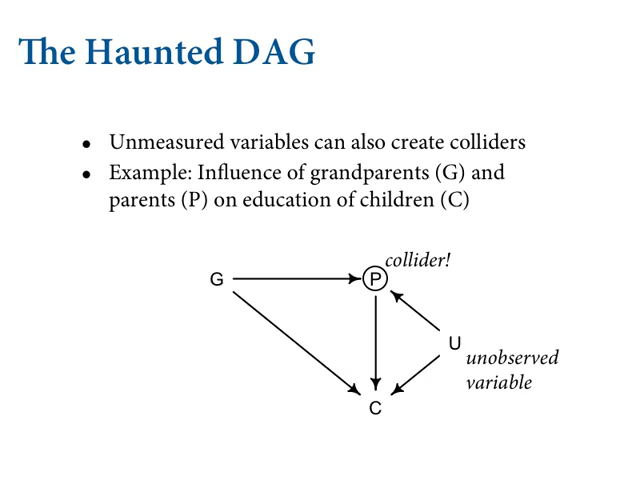 The Haunted DAG
• Unmeasured variables can also create colliders
• Example: Influence of grandparents (G) and
parents (P) on education of children (C)
collider!
G
P
U
unobserved
variable
C